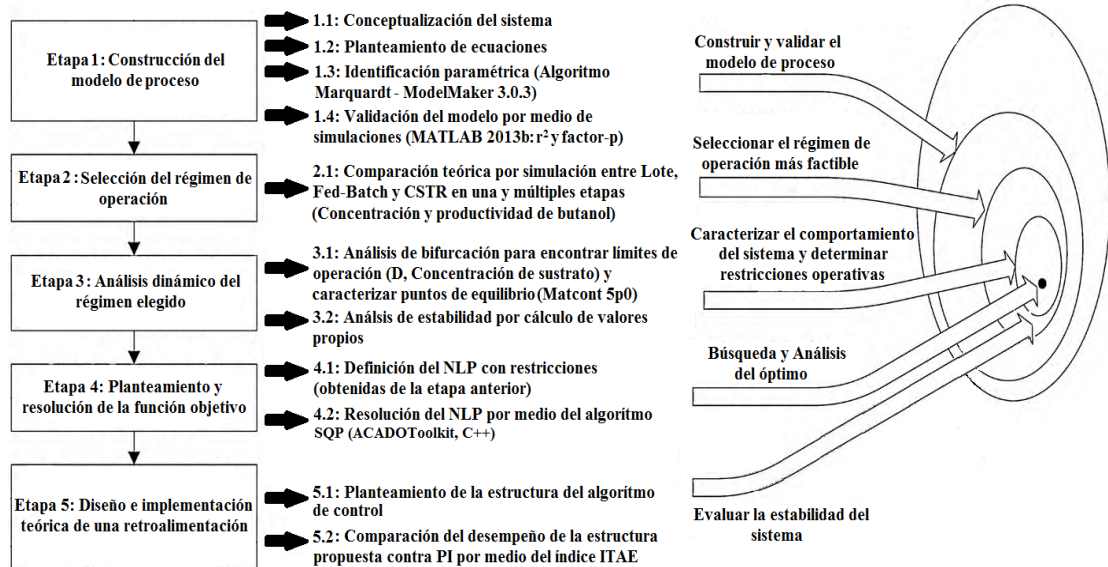 Etapa 1: Construcción del
modelo de proceso
1.1: Conceptualización del sistema
1.2: Planteamiento de ecuaciones
1.3: Identificación paramétrica (Algoritmo
Marquardt - ModelMaker 3.0.3)
1.4: Validación del modelo por medio de
simulaciones (MATLAB 2013b: r² y factor-p)
Etapa 2: Selección del régimen de
operación
2.1: Comparación teórica por simulación entre Lote,
Fed-Batch y CSTR en una y múltiples etapas
(Concentración y productividad de butanol)
Etapa 3: Análisis dinámico del
régimen elegido
3.1: Análisis de bifurcación para encontrar límites de
operación (D, Concentración de sustrato) y
caracterizar puntos de equilibrio (Matcont 5p0)
3.2: Análsis de estabilidad por cálculo de valores
propios
Etapa 4: Planteamiento y
resolución de la función objetivo
4.1: Definición del NLP con restricciones
(obtenidas de la etapa anterior)
4.2: Resolución del NLP por medio del algorítmo
SQP (ACADOToolkit, C++)
Etapa 5: Diseño e implementación
teórica de una retroalimentación
5.1: Planteamiento de la estructura del algorítmo
de control
5.2: Comparación del desempeño de la estructura
propuesta contra PI por medio del índice ITAE
Construir y validar el
modelo de proceso
Seleccionar el régimen de
operación más factible
Caracterizar el comportamiento
del sistema y determinar
restricciones operativas
Búsqueda y Análisis
del óptimo
Evaluar la estabilidad del
sistema